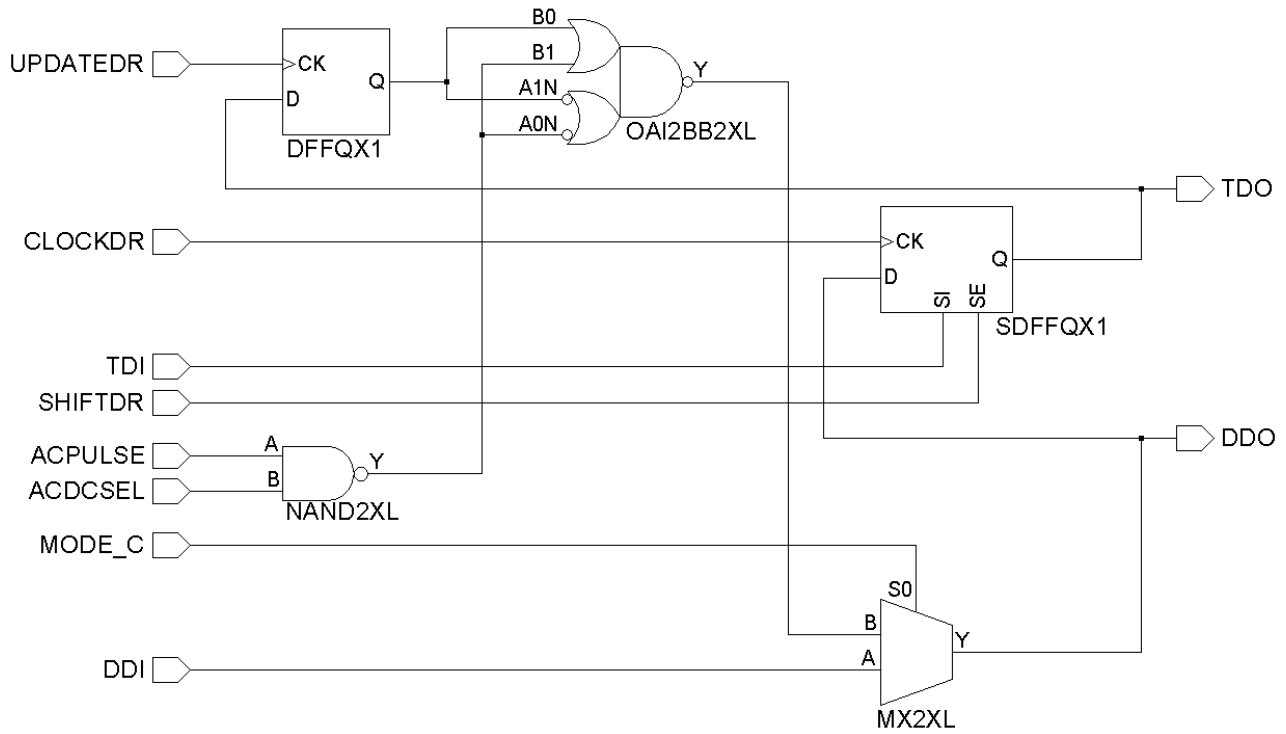 B0
UPDATEDR
CK
B1
Y
Q
A1N
D
A0N
OAI2BB2XL
DFFQX1
TDO
CLOCKDR
CK
Q
D
SI
SE
SDFFQX1
TDI
SHIFTDR
DDO
ACPULSE
A
Y
ACDCSEL
B
NAND2XL
MODE_C
S0
B
Y
DDI
A
MX2XL